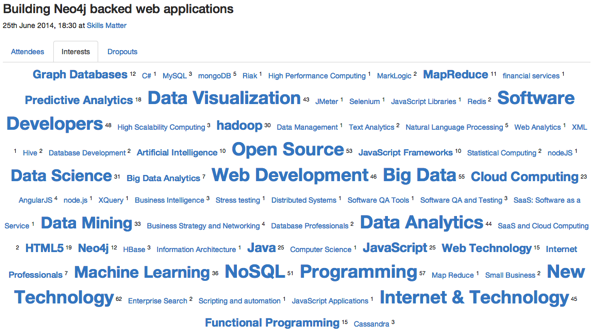 Building Neo4j backed web applications
25th June 2014, 18:30 at Skills Matter
Attendees Interests Dropouts
Graph Databases 12 C# 1 MySQL 3 mongoDB 5 Riak 1 High Performance Computing 1 MarkLogic 2 MapReduce 11 financial services 1
Predictive Analytics 18 Data Visualization 43 JMeter 1 Selenium 1 JavaScript Libraries 1 Redis 2 Software
Developers 48 High Scalability Computing 3 hadoop 30 Data Management 1 Text Analytics 2 Natural Language Processing 5 Web Analytics 1 XML
1 Hive 2 Database Development 2 Artificial Intelligence 10 Open Source 53 JavaScript Frameworks 10 Statistical Computing 2 nodeJS 1
Data Science 31 Big Data Analytics 7 Web Development 46 Big Data 55 Cloud Computing 23
AngularJS 4 node.js 1 XQuery 1 Business Intelligence 3 Stress testing 1 Distributed Systems 1 Software QA Tools 1 Software QA and Testing 3 SaaS: Software as a
Service 1 Data Mining 33 Business Strategy and Networking 4 Database Professionals 2 Data Analytics 44 SaaS and Cloud Computing
2 HTML5 19 Neo4j 12 HBase 3 Information Architecture 1 Java 25 Computer Science 1 JavaScript 25 Web Technology 15 Internet
Professionals 7 Machine Learning 36 NoSQL 51 Programming 57 Map Reduce 1 Small Business 2 New
Technology 62 Enterprise Search 2 Scripting and automation 1 JavaScript Applications 1 Internet & Technology 45
Functional Programming 15 Cassandra 3